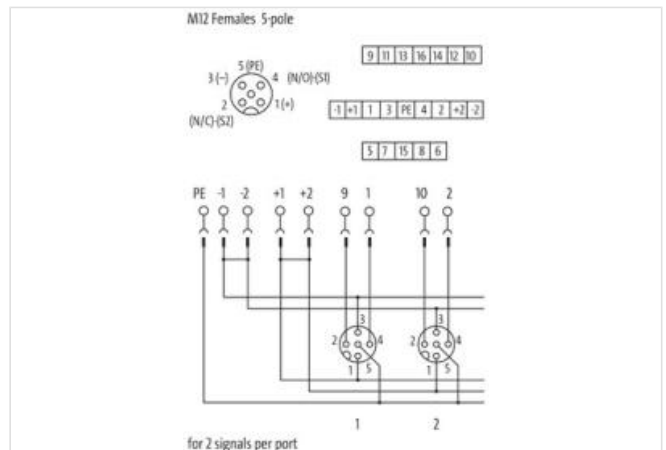 M12 Females 5-pole
9 11 13 16 14 12 10
5 (PE)
3 (−) 4 (N/O)-(S1)
2 1 (+)
(N/C)-(S2)
-1 +1 1 3 PE 4 2 +2 -2
5 7 15 8 6
PE -1 -2 +1 +2 9 1 10 2
3 3
2 4 2 4
1 5 1 5
1 2
for 2 signals per port